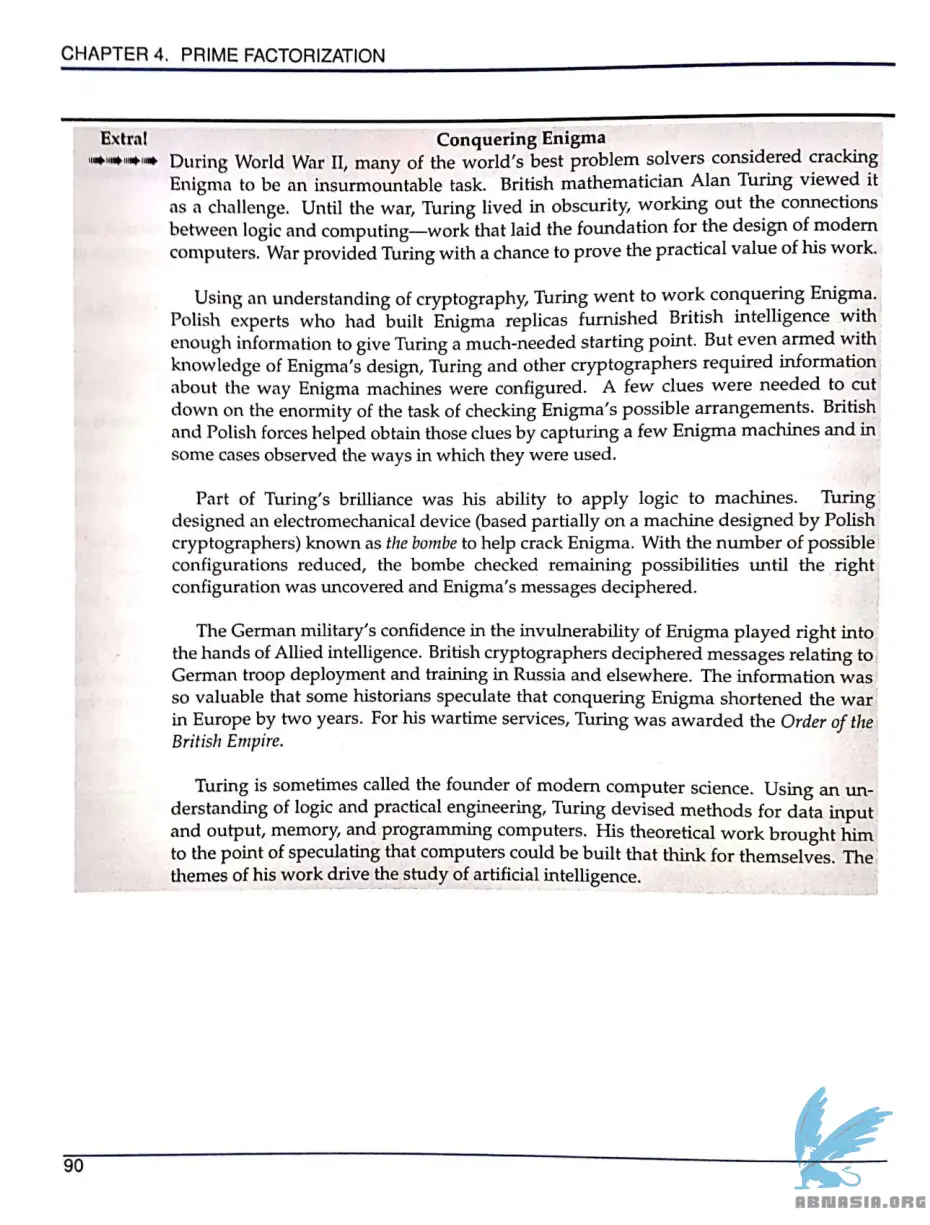 CHAPTER 4. PRIME FACTORIZATION
Extra! Conquering Enigma
During World War II, many of the world's best problem solvers considered cracking
Enigma to be an insurmountable task. British mathematician Alan Turing viewed it
as a challenge. Until the war, Turing lived in obscurity, working out the connections
between logic and computing—work that laid the foundation for the design of modern
computers. War provided Turing with a chance to prove the practical value of his work.
Using an understanding of cryptography, Turing went to work conquering Enigma.
Polish experts who had built Enigma replicas furnished British intelligence with
enough information to give Turing a much-needed starting point. But even armed with
knowledge of Enigma's design, Turing and other cryptographers required information
about the way Enigma machines were configured. A few clues were needed to cut
down on the enormity of the task of checking Enigma's possible arrangements. British
and Polish forces helped obtain those clues by capturing a few Enigma machines and in
some cases observed the ways in which they were used.
Part of Turing's brilliance was his ability to apply logic to machines. Turing
designed an electromechanical device (based partially on a machine designed by Polish
cryptographers) known as the bombe to help crack Enigma. With the number of possible
configurations reduced, the bombe checked remaining possibilities until the right
configuration was uncovered and Enigma's messages deciphered.
The German military's confidence in the invulnerability of Enigma played right into
the hands of Allied intelligence. British cryptographers deciphered messages relating to
German troop deployment and training in Russia and elsewhere. The information was
so valuable that some historians speculate that conquering Enigma shortened the war
in Europe by two years. For his wartime services, Turing was awarded the Order of the
British Empire.
Turing is sometimes called the founder of modern computer science. Using an un-
derstanding of logic and practical engineering, Turing devised methods for data input
and output, memory, and programming computers. His theoretical work brought him
to the point of speculating that computers could be built that think for themselves. The
themes of his work drive the study of artificial intelligence.
90
ABNASIA.ORG